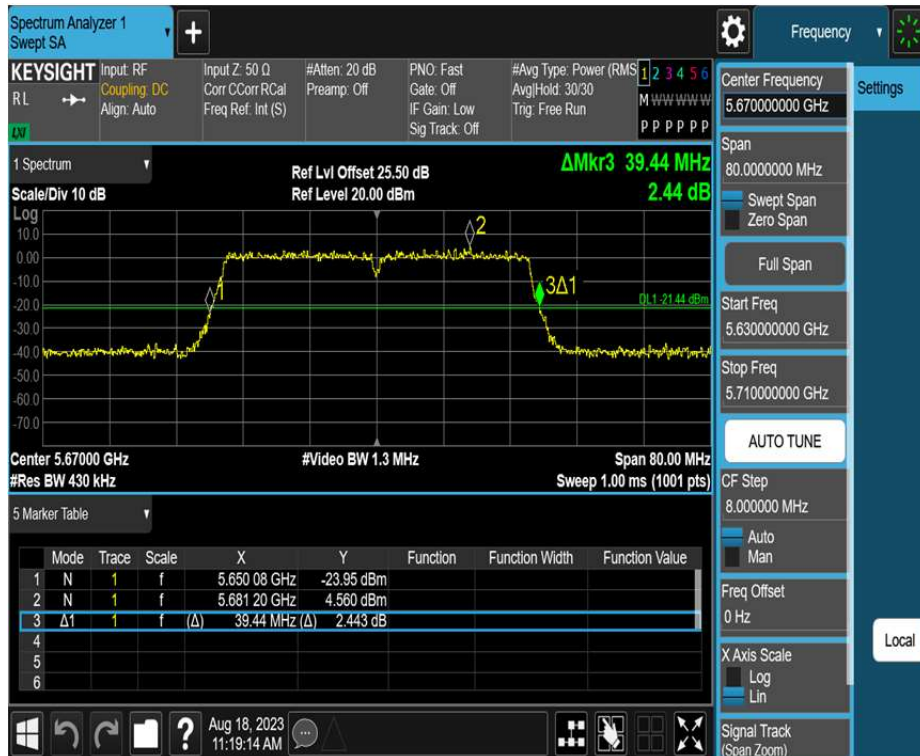 Spectrum Analyzer 1
Swept SA
+
Frequency
KEYSIGHT
RL
LXI
Input: RF
Coupling: DC
Align: Auto
Input Z: 50 Ω
Corr CCorr RCal
Freq Ref: Int (S)
#Atten: 20 dB
Preamp: Off
PNO: Fast
Gate: Off
IF Gain: Low
Sig Track: Off
#Avg Type: Power (RMS
Avg|Hold: 30/30
Trig: Free Run
1 2 3 4 5 6
M W W W W W
P P P P P P
Center Frequency
5.670000000 GHz
Settings
1 Spectrum
Scale/Div 10 dB
Ref Lvl Offset 25.50 dB
Ref Level 20.00 dBm
ΔMkr3 39.44 MHz
2.44 dB
Span
80.0000000 MHz
Swept Span
Zero Span
Log
10.0
0.00
-10.0
-20.0
-30.0
-40.0
-50.0
-60.0
-70.0
2
3Δ1
DL1 -21.44 dBm
Full Span
Start Freq
5.630000000 GHz
Stop Freq
5.710000000 GHz
AUTO TUNE
Center 5.67000 GHz
#Res BW 430 kHz
#Video BW 1.3 MHz
Span 80.00 MHz
Sweep 1.00 ms (1001 pts)
CF Step
8.000000 MHz
Auto
Man
5 Marker Table
Mode Trace Scale X Y Function Function Width Function Value
1 N 1 f 5.650 08 GHz -23.95 dBm
2 N 1 f 5.681 20 GHz 4.560 dBm
3 Δ1 1 f (Δ) 39.44 MHz (Δ) 2.443 dB
4
5
6
Freq Offset
0 Hz
Local
X Axis Scale
Log
Lin
Signal Track
(Span Zoom)
?
Aug 18, 2023
11:19:14 AM